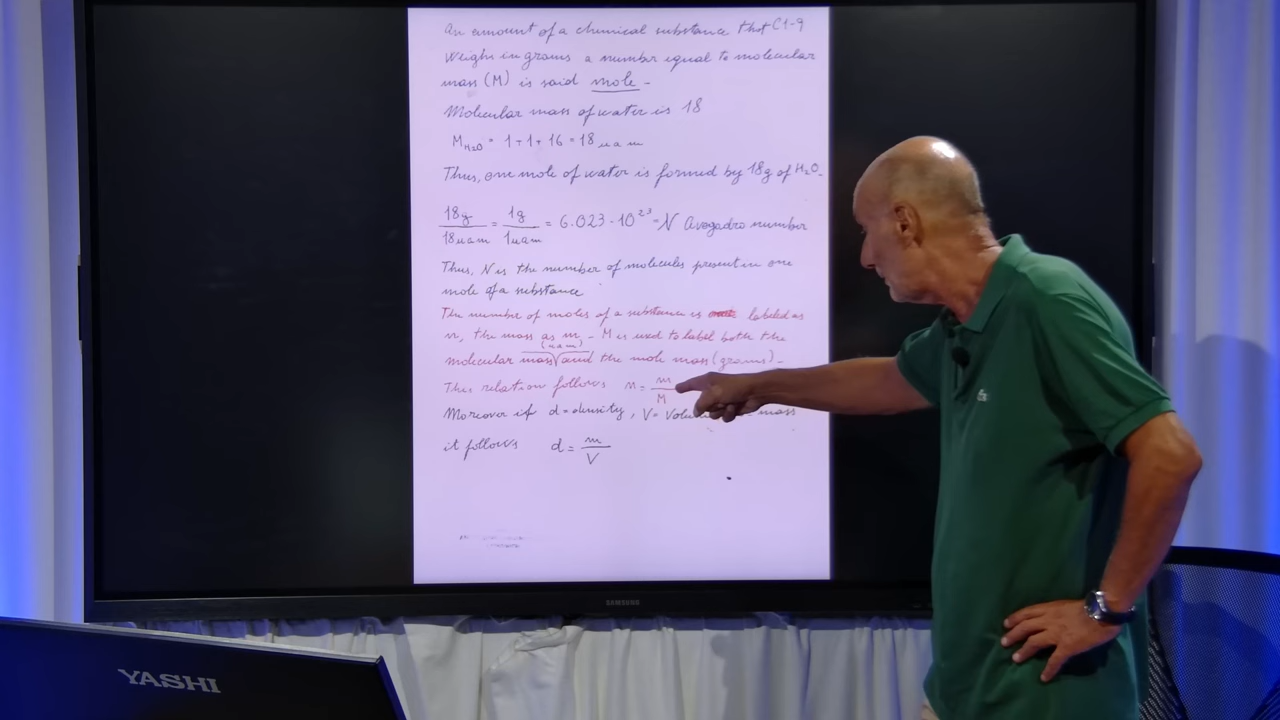 An amount of a chemical substance that C1-9
Weighs in grams a number equal to molecular
mass (M) is said mole -
Molecular mass of water is 18
M H2O = 1+1+16 = 18 uam
Thus, one mole of water is formed by 18g of H2O.
18g/18uam = 1g/1uam = 6.023 · 10^23 = N Avogadro number
Thus, N is the number of molecules present in one
mole of a substance
The number of moles of a substance is labeled as
n, the mass as m - M is used to label both the
(uam)
molecular mass and the mole mass (grams) -
This relation follows n = m/M
Moreover if d = density, V = mass
it follows d = m/V
SAMSUNG
YASHI